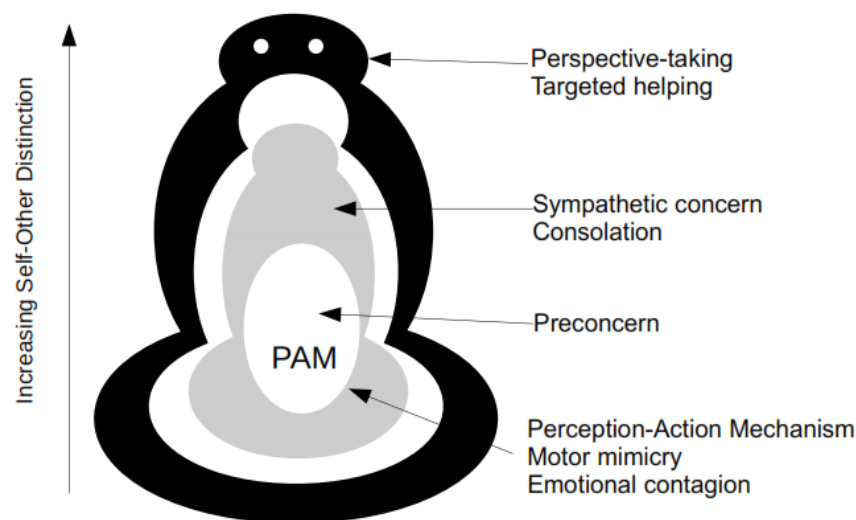 Increasing Self-Other Distinction
Perspective-taking
Targeted helping
Sympathetic concern
Consolation
Preconcern
PAM
Perception-Action Mechanism
Motor mimicry
Emotional contagion